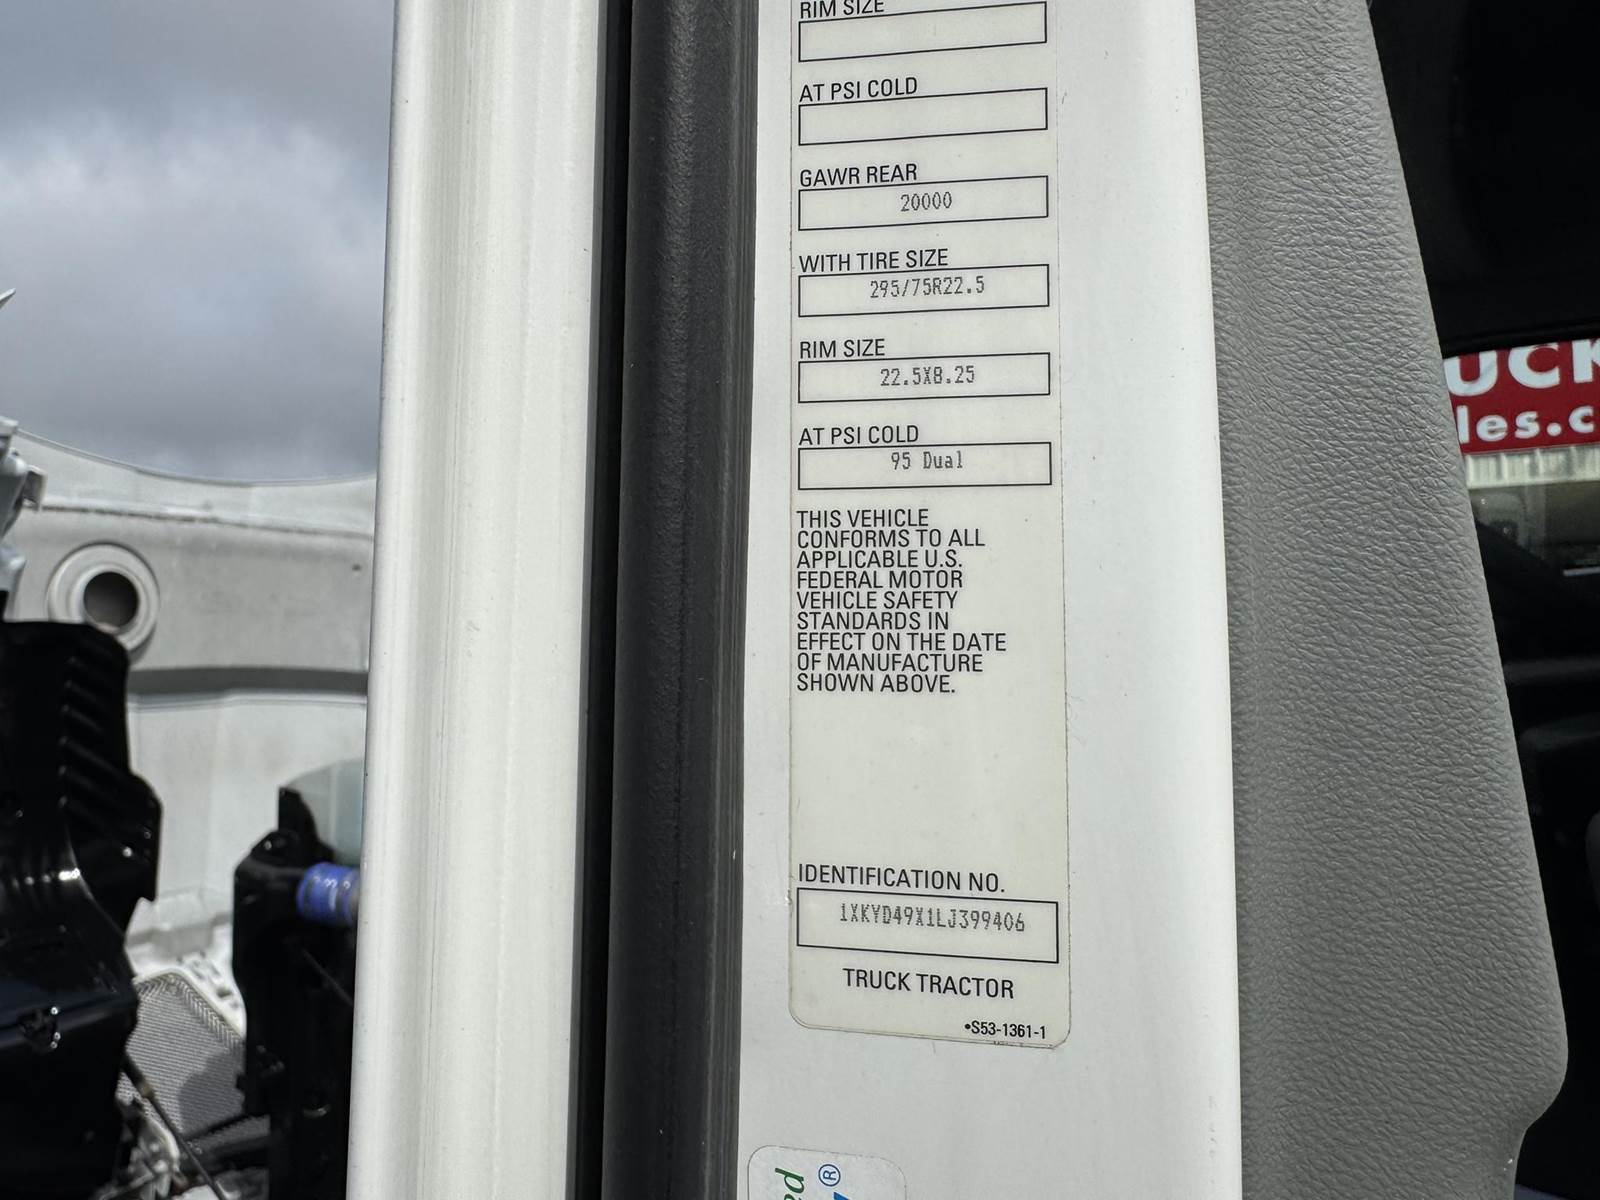 RIM SIZE
AT PSI COLD
GAWR REAR
20000
WITH TIRE SIZE
295/75R22.5
RIM SIZE
22.5X8.25
AT PSI COLD
95 Dual
THIS VEHICLE
CONFORMS TO ALL
APPLICABLE U.S.
FEDERAL MOTOR
VEHICLE SAFETY
STANDARDS IN
EFFECT ON THE DATE
OF MANUFACTURE
SHOWN ABOVE.
IDENTIFICATION NO.
1XKYD49X1LJ399406
TRUCK TRACTOR
•S53-1361-1
UCK
les.c